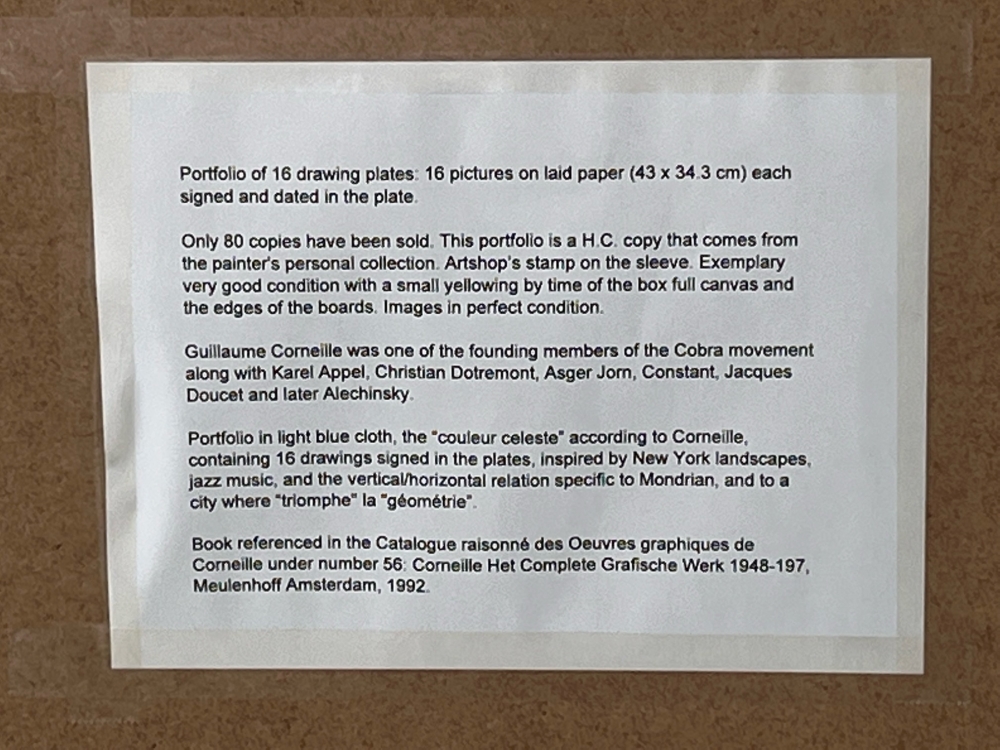 Portfolio of 16 drawing plates: 16 pictures on laid paper (43 x 34.3 cm) each
signed and dated in the plate.
Only 80 copies have been sold. This portfolio is a H.C. copy that comes from
the painter's personal collection. Artshop's stamp on the sleeve. Exemplary
very good condition with a small yellowing by time of the box full canvas and
the edges of the boards. Images in perfect condition.
Guillaume Corneille was one of the founding members of the Cobra movement
along with Karel Appel, Christian Dotremont, Asger Jorn, Constant, Jacques
Doucet and later Alechinsky.
Portfolio in light blue cloth, the "couleur celeste" according to Corneille,
containing 16 drawings signed in the plates, inspired by New York landscapes,
jazz music, and the vertical/horizontal relation specific to Mondrian, and to a
city where "triomphe" la "géométrie".
Book referenced in the Catalogue raisonné des Oeuvres graphiques de
Corneille under number 56: Corneille Het Complete Grafische Werk 1948-197,
Meulenhoff Amsterdam, 1992.